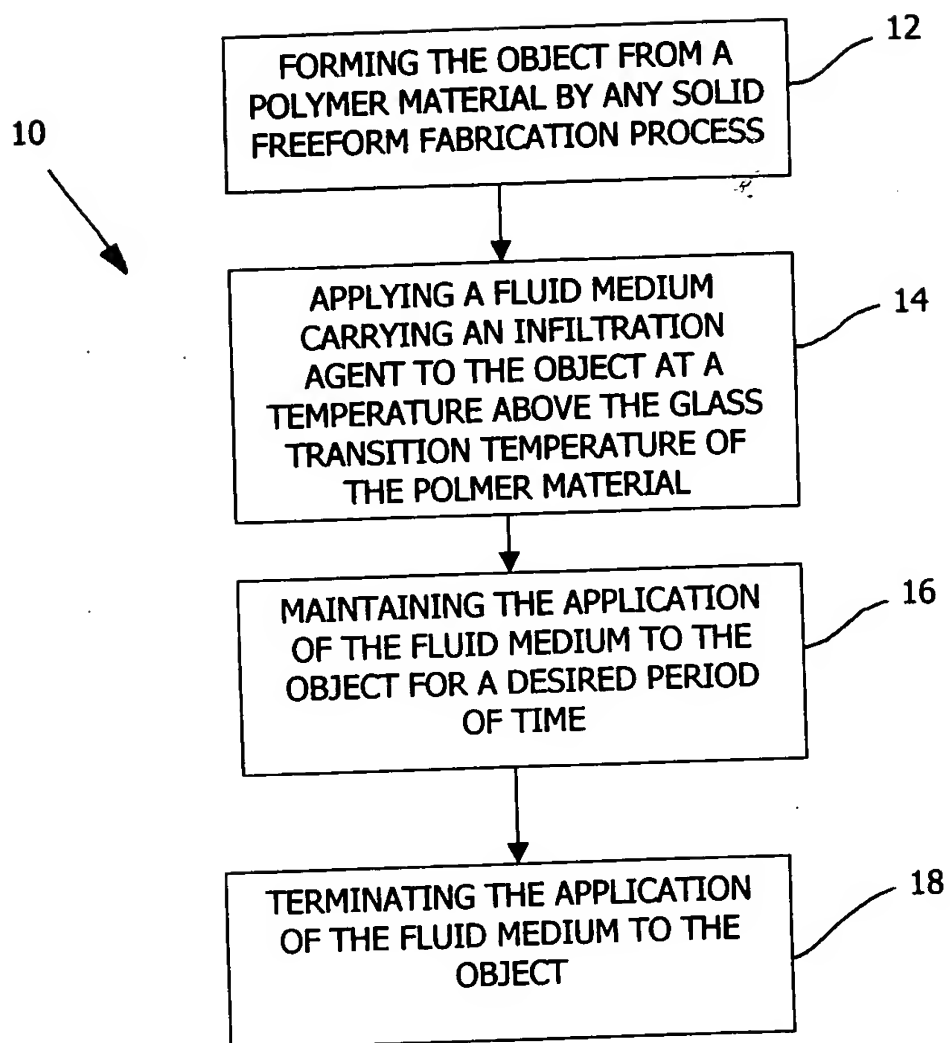 12
FORMING THE OBJECT FROM A
POLYMER MATERIAL BY ANY SOLID
FREEFORM FABRICATION PROCESS
10
14
APPLYING A FLUID MEDIUM
CARRYING AN INFILTRATION
AGENT TO THE OBJECT AT A
TEMPERATURE ABOVE THE GLASS
TRANSITION TEMPERATURE OF
THE POLMER MATERIAL
16
MAINTAINING THE APPLICATION
OF THE FLUID MEDIUM TO THE
OBJECT FOR A DESIRED PERIOD
OF TIME
18
TERMINATING THE APPLICATION
OF THE FLUID MEDIUM TO THE
OBJECT